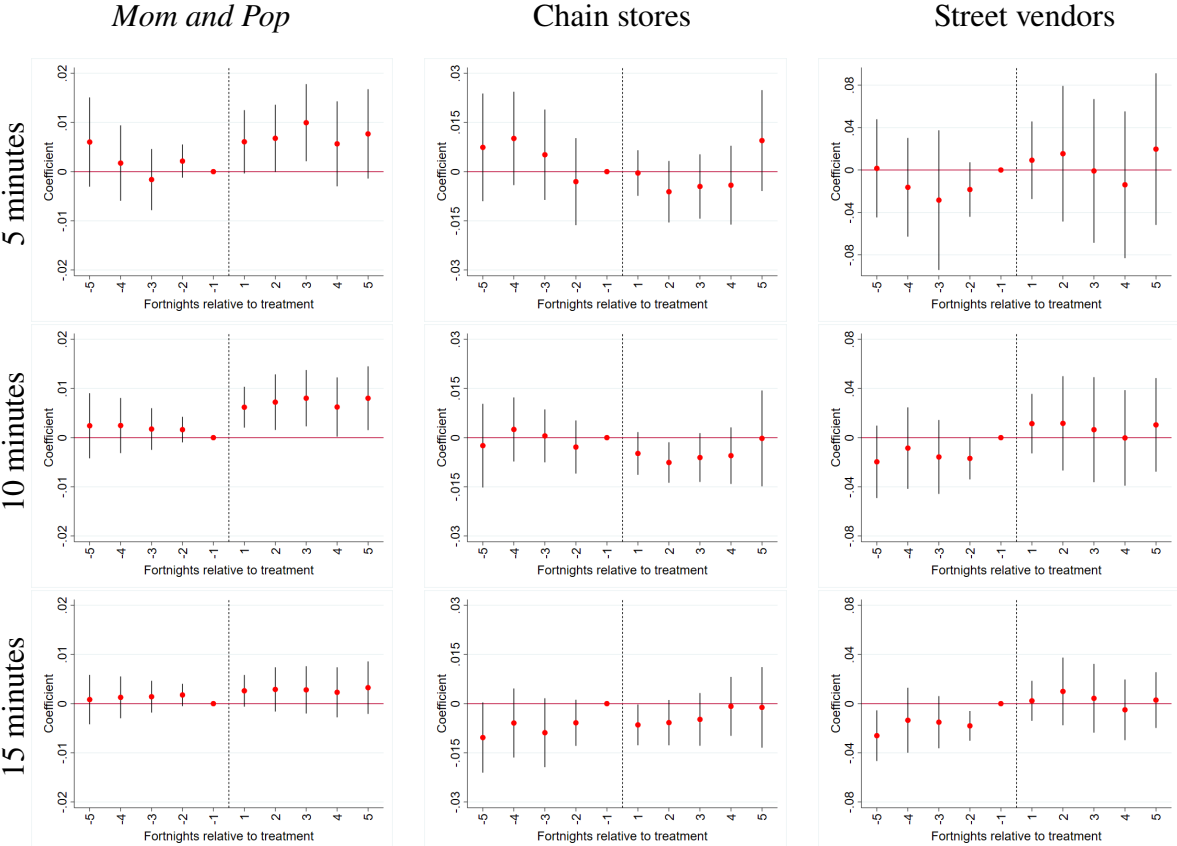 Mom and Pop Chain stores Street vendors
5 minutes
.02 .01 0 -.01 -.02
Coefficient
-5 -4 -3 -2 -1 1 2 3 4 5
Fortnights relative to treatment
.03 .015 0 -.015 -.03
Coefficient
-5 -4 -3 -2 -1 1 2 3 4 5
Fortnights relative to treatment
.08 .04 0 -.04 -.08
Coefficient
-5 -4 -3 -2 -1 1 2 3 4 5
Fortnights relative to treatment
10 minutes
.02 .01 0 -.01 -.02
Coefficient
-5 -4 -3 -2 -1 1 2 3 4 5
Fortnights relative to treatment
.03 .015 0 -.015 -.03
Coefficient
-5 -4 -3 -2 -1 1 2 3 4 5
Fortnights relative to treatment
.08 .04 0 -.04 -.08
Coefficient
-5 -4 -3 -2 -1 1 2 3 4 5
Fortnights relative to treatment
15 minutes
.02 .01 0 -.01 -.02
Coefficient
-5 -4 -3 -2 -1 1 2 3 4 5
Fortnights relative to treatment
.03 .015 0 -.015 -.03
Coefficient
-5 -4 -3 -2 -1 1 2 3 4 5
Fortnights relative to treatment
.08 .04 0 -.04 -.08
Coefficient
-5 -4 -3 -2 -1 1 2 3 4 5
Fortnights relative to treatment